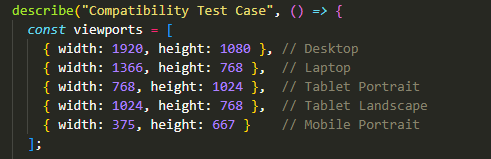 describe("Compatibility Test Case", () => {
  const viewports = [
    { width: 1920, height: 1080 }, // Desktop
    { width: 1366, height: 768 },  // Laptop
    { width: 768, height: 1024 },  // Tablet Portrait
    { width: 1024, height: 768 },  // Tablet Landscape
    { width: 375, height: 667 }    // Mobile Portrait
  ];